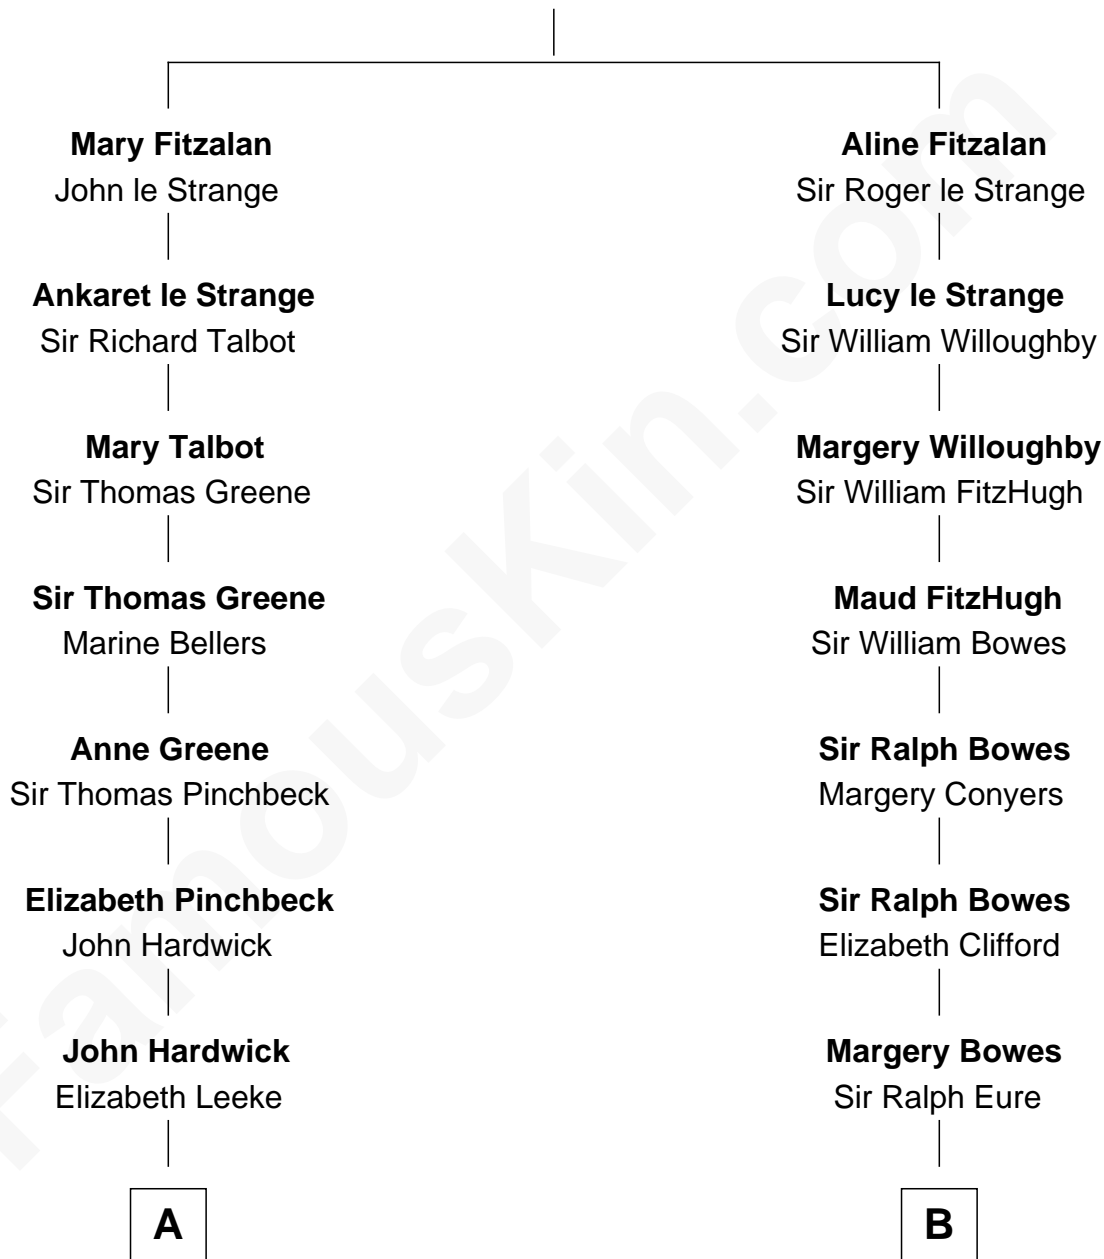 Mary Fitzalan
John le Strange
Aline Fitzalan
Sir Roger le Strange
Ankaret le Strange
Sir Richard Talbot
Lucy le Strange
Sir William Willoughby
Mary Talbot
Sir Thomas Greene
Margery Willoughby
Sir William FitzHugh
Sir Thomas Greene
Marine Bellers
Maud FitzHugh
Sir William Bowes
Anne Greene
Sir Thomas Pinchbeck
Sir Ralph Bowes
Margery Conyers
Elizabeth Pinchbeck
John Hardwick
Sir Ralph Bowes
Elizabeth Clifford
John Hardwick
Elizabeth Leeke
Margery Bowes
Sir Ralph Eure
A
B
FamousKin.com